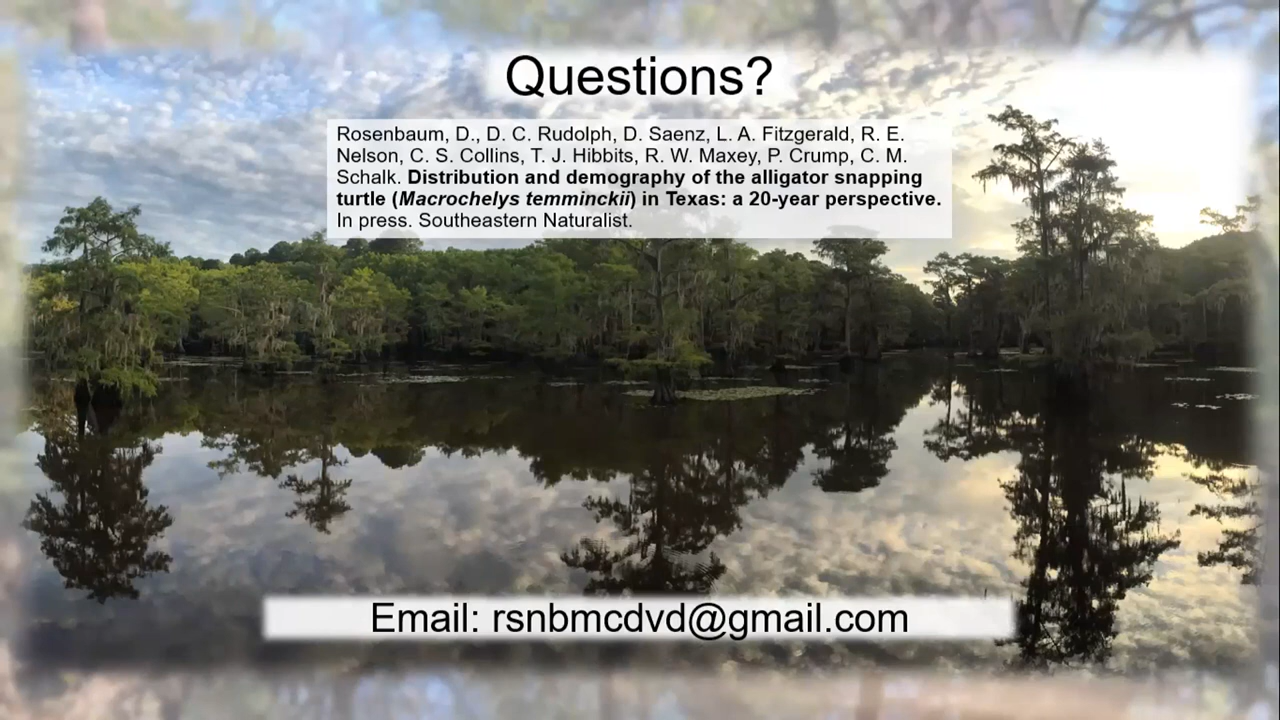 Questions?
Rosenbaum, D., D. C. Rudolph, D. Saenz, L. A. Fitzgerald, R. E.
Nelson, C. S. Collins, T. J. Hibbits, R. W. Maxey, P. Crump, C. M.
Schalk. Distribution and demography of the alligator snapping
turtle (Macrochelys temminckii) in Texas: a 20-year perspective.
In press. Southeastern Naturalist.
Email: rsnbmcdvd@gmail.com